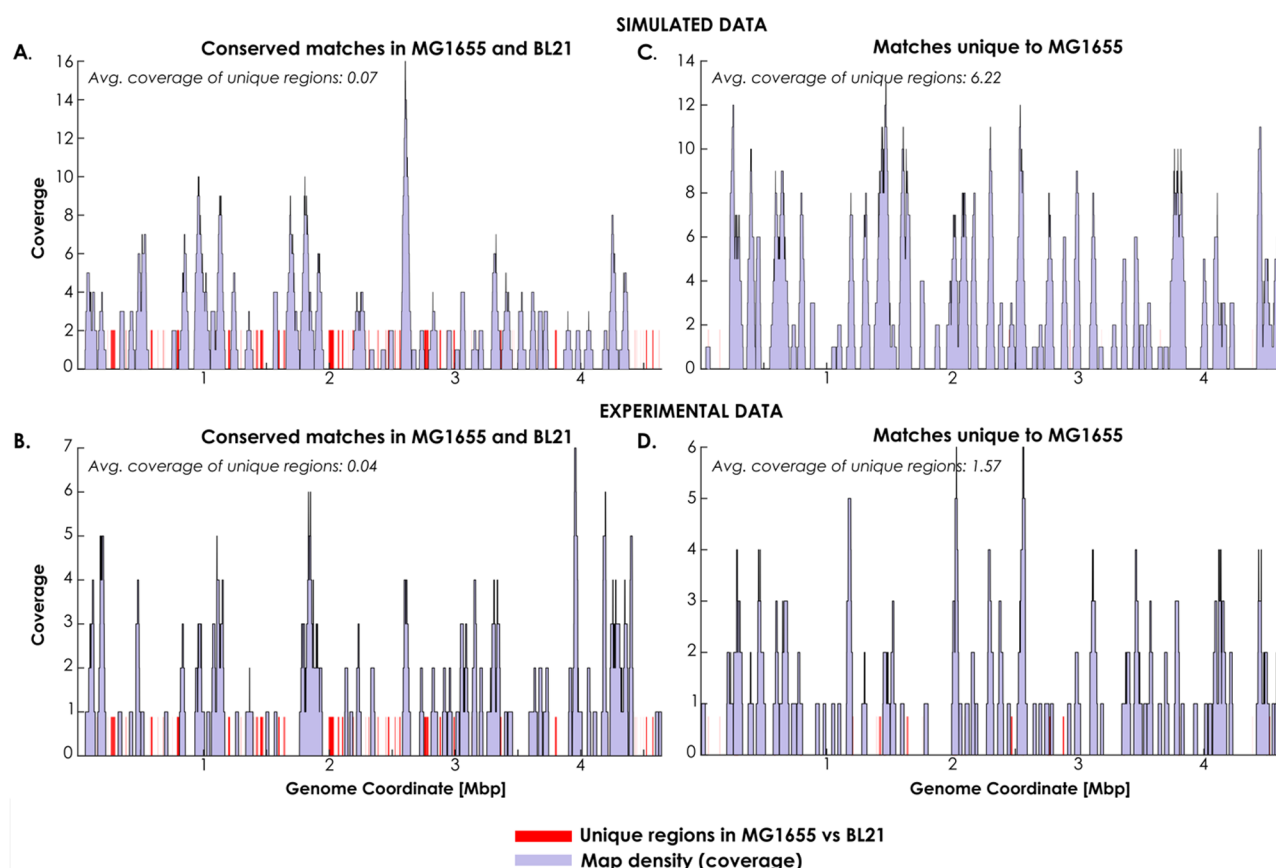 SIMULATED DATA
A.
Conserved matches in MG1655 and BL21
Avg. coverage of unique regions: 0.07
Coverage
16
14
12
10
8
6
4
2
0
1
2
3
4
C.
Matches unique to MG1655
Avg. coverage of unique regions: 6.22
14
12
10
8
6
4
2
0
1
2
3
4
EXPERIMENTAL DATA
B.
Conserved matches in MG1655 and BL21
Avg. coverage of unique regions: 0.04
Coverage
7
6
5
4
3
2
1
0
1
2
3
4
Genome Coordinate [Mbp]
D.
Matches unique to MG1655
Avg. coverage of unique regions: 1.57
6
5
4
3
2
1
0
1
2
3
4
Genome Coordinate [Mbp]
Unique regions in MG1655 vs BL21
Map density (coverage)